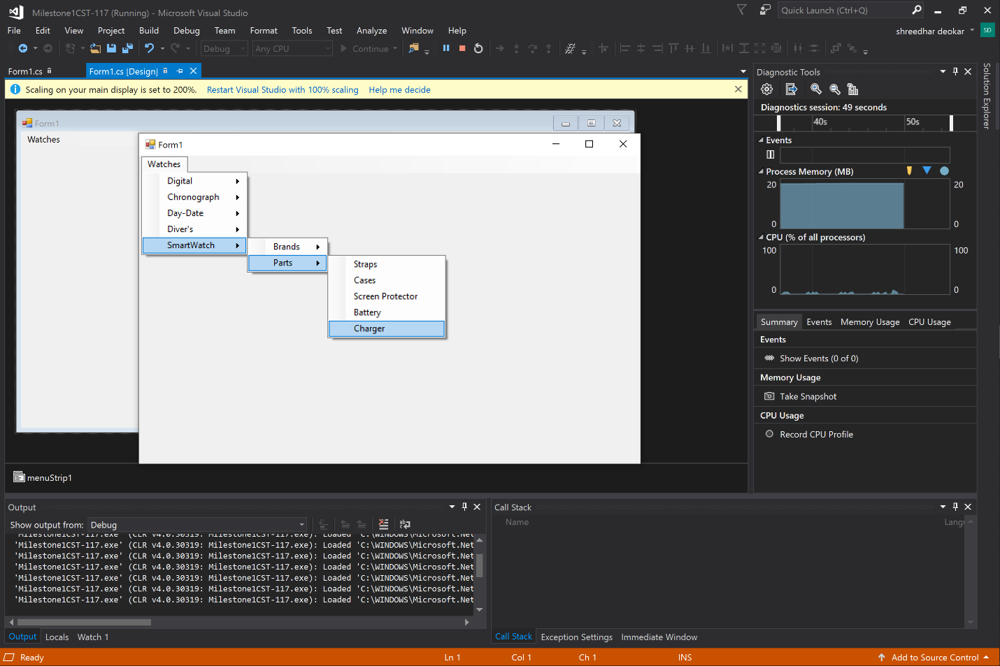 Milestone1CST-117 (Running) - Microsoft Visual Studio
Quick Launch (Ctrl+Q)
File Edit View Project Build Debug Team Format Tools Test Analyze Window Help
shreedhar deokar
SD
Debug Any CPU Continue
Form1.cs
Form1.cs [Design]
Scaling on your main display is set to 200%. Restart Visual Studio with 100% scaling Help me decide
Form1
Watches
Form1
Watches
Digital
Chronograph
Day-Date
Diver's
SmartWatch
Brands
Parts
Straps
Cases
Screen Protector
Battery
Charger
menuStrip1
Diagnostic Tools
Diagnostics session: 49 seconds
40s 50s
Events
Process Memory (MB)
20 20
0 0
CPU (% of all processors)
100 100
0 0
Summary Events Memory Usage CPU Usage
Events
Show Events (0 of 0)
Memory Usage
Take Snapshot
CPU Usage
Record CPU Profile
Solution Explorer
Output
Show output from: Debug
'Milestone1CST-117.exe' (CLR v4.0.30319: Milestone1CST-117.exe): Loaded 'C:\WINDOWS\Microsoft.Net
'Milestone1CST-117.exe' (CLR v4.0.30319: Milestone1CST-117.exe): Loaded 'C:\WINDOWS\Microsoft.Net
'Milestone1CST-117.exe' (CLR v4.0.30319: Milestone1CST-117.exe): Loaded 'C:\WINDOWS\Microsoft.Net
'Milestone1CST-117.exe' (CLR v4.0.30319: Milestone1CST-117.exe): Loaded 'C:\WINDOWS\Microsoft.Net
'Milestone1CST-117.exe' (CLR v4.0.30319: Milestone1CST-117.exe): Loaded 'C:\WINDOWS\Microsoft.Net
'Milestone1CST-117.exe' (CLR v4.0.30319: Milestone1CST-117.exe): Loaded 'C:\WINDOWS\Microsoft.Net
'Milestone1CST-117.exe' (CLR v4.0.30319: Milestone1CST-117.exe): Loaded 'C:\WINDOWS\Microsoft.Net
Output Locals Watch 1
Call Stack
Name Langu
Call Stack Exception Settings Immediate Window
Ready Ln 1 Col 1 Ch 1 INS Add to Source Control